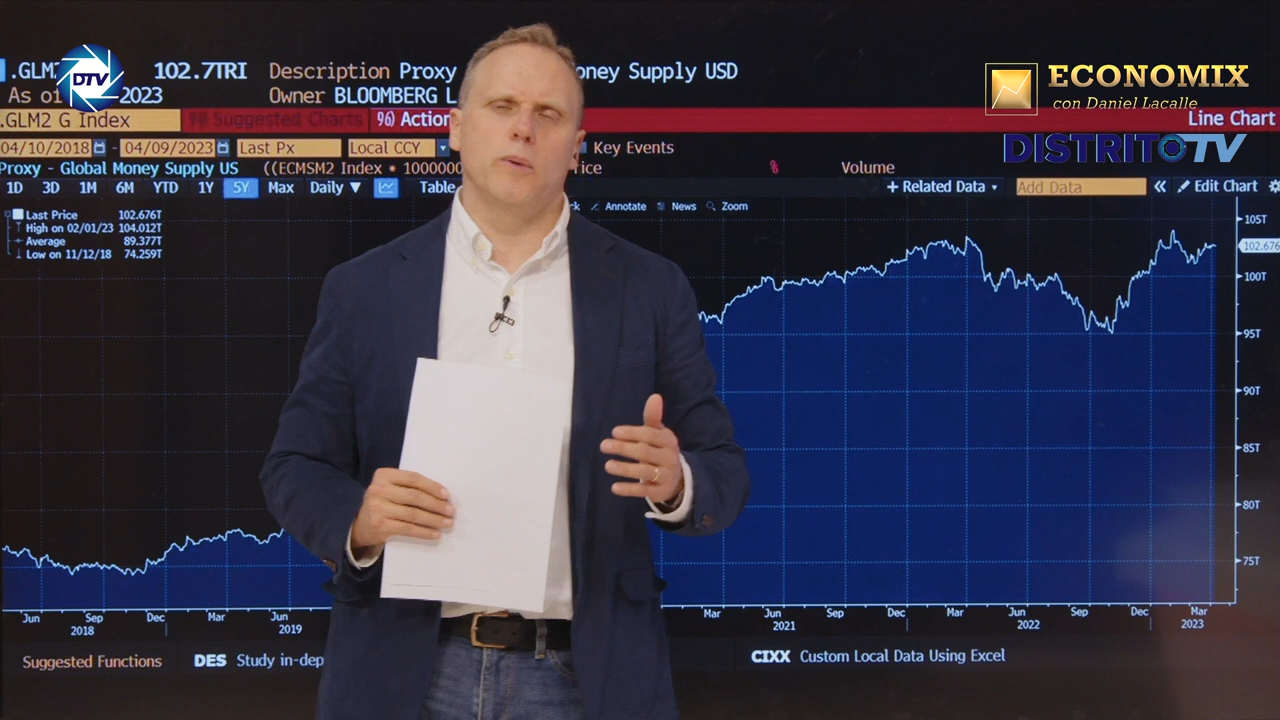 .GLM2 102.7TRI Description Proxy oney Supply USD
As of 2023 Owner BLOOMBERG L
DTV
ECONOMIX
con Daniel Lacalle
.GLM2 G Index 98 Suggested Charts 96) Action Line Chart
DISTRITOTV
04/10/2018 04/09/2023 Last Px Local CCY Key Events
Proxy - Global Money Supply US ((ECMSM2 Index * 1000000 rice % Volume
1D 3D 1M 6M YTD 1Y 5Y Max Daily ▼ Table + Related Data Add Data « Edit Chart
ck Annotate News Zoom
Last Price 102.676T
High on 02/01/23 104.012T
Average 89.377T
Low on 11/12/18 74.259T
105T
102.676
100T
95T
90T
85T
80T
75T
Jun Sep Dec Mar Jun Mar Jun Sep Dec Mar Jun Sep Dec Mar
2018 2019 2021 2022 2023
Suggested Functions DES Study in-dep CIXX Custom Local Data Using Excel